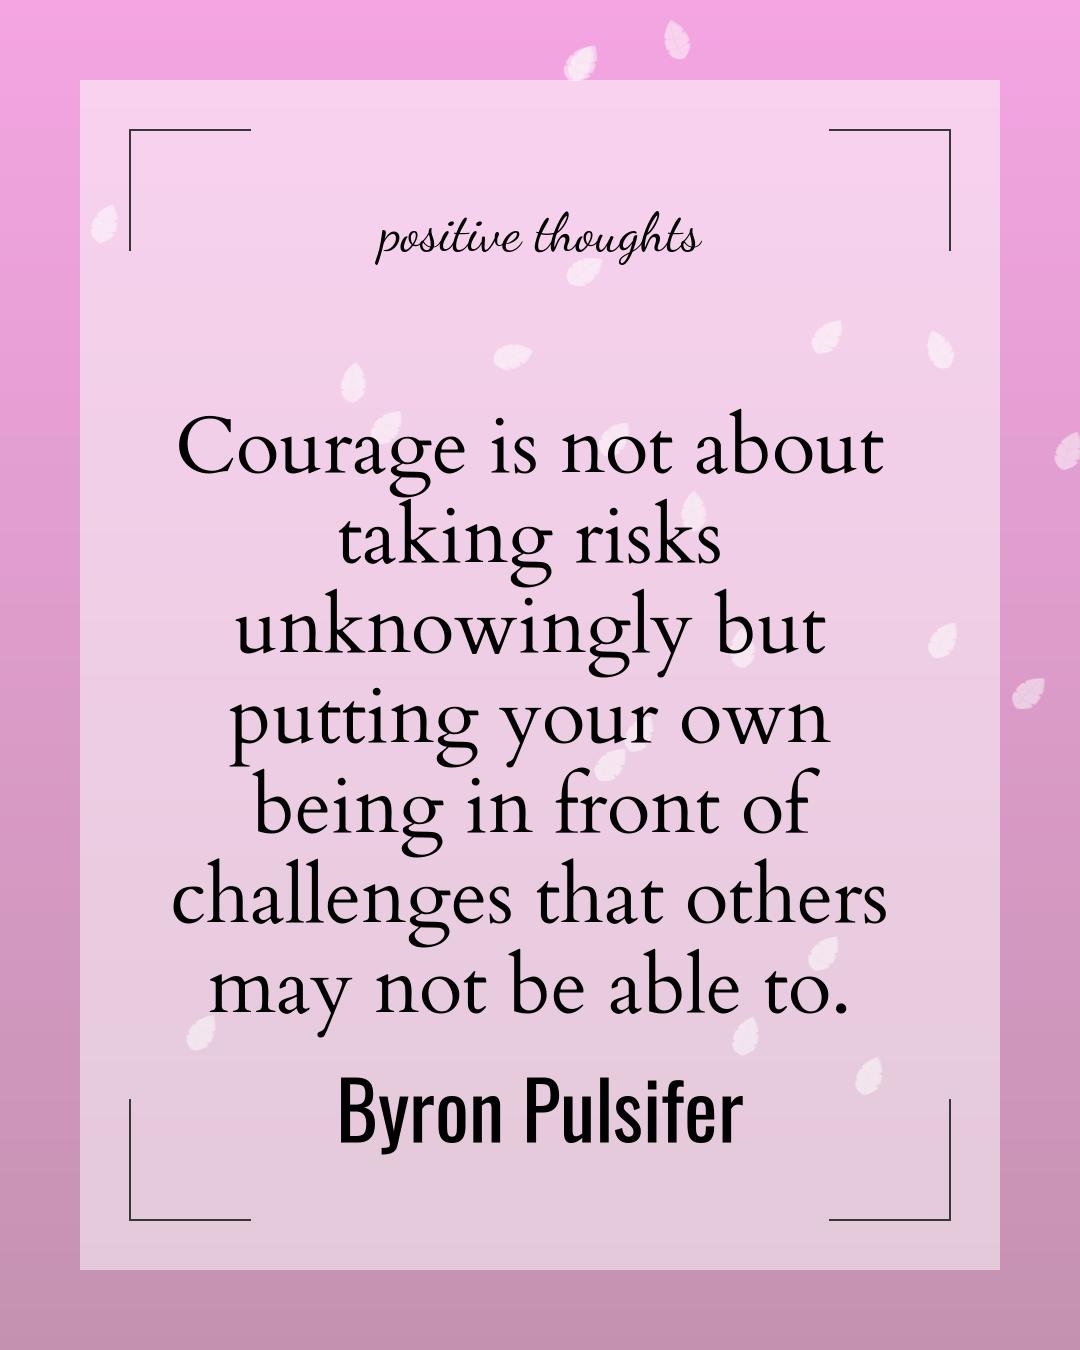 positive thoughts
Courage is not about
taking risks
unknowingly but
putting your own
being in front of
challenges that others
may not be able to.
Byron Pulsifer